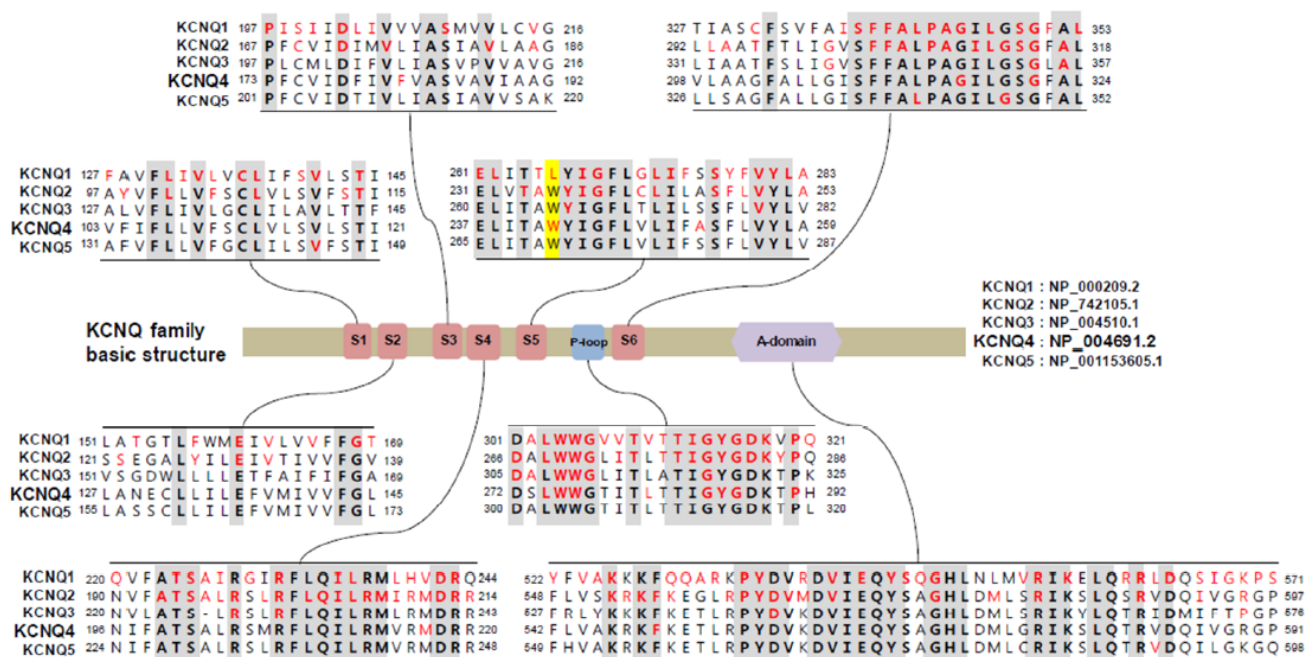 KCNQ1 197 PISIIDLIVVVASMVVLCVG 216
KCNQ2 167 PFCVIDIMVLIASIAVLAAG 186
KCNQ3 197 PLCMLDIFVLIASVPVVAVG 216
KCNQ4 173 PFCVIDFIVFVASVAVIAAG 192
KCNQ5 201 PFCVIDTIVLIASIAVVSAK 220
327 TIASCFSVFAISFFALPAGILGSGFAL 353
292 LLAATFTLIGVSFFALPAGILGSGFAL 318
331 LIAATFSLIGVSFFALPAGILGSGLAL 357
298 VLAAGFALLGISFFALPAGILGSGFAL 324
326 LLSAGFALLGISFFALPAGILGSGFAL 352
KCNQ1 127 FAVFLIVLVCLIFSVLSTI 145
KCNQ2 97 AYVFLLVFSCLVLSVFSTI 115
KCNQ3 127 ALVFLIVLGCLILAVLTTF 145
KCNQ4 103 VFIFLLVFSCLVLSVLSTI 121
KCNQ5 131 AFVFLLVFGCLILSVFSTI 149
261 ELITTLYIGFLGLIFSSYFVYLA 283
231 ELVTAWYIGFLCLILASFLVYLA 253
260 ELITAWYIGFLTLILSSFLVYLV 282
237 ELITAWYIGFLVLIFASFLVYLA 259
265 ELITAWYIGFLVLIFSSFLVYLV 287
KCNQ1 : NP_000209.2
KCNQ2 : NP_742105.1
KCNQ3 : NP_004510.1
KCNQ4 : NP_004691.2
KCNQ5 : NP_001153605.1
KCNQ family
basic structure
S1 S2 S3 S4 S5 P-loop S6 A-domain
KCNQ1 151 LATGTLFWMEIVLVVFFGT 169
KCNQ2 121 SSEGALYILEIVTIVVFGV 139
KCNQ3 151 VSGDWLLLLETFAIFIFGA 169
KCNQ4 127 LANECLLILEFVMIVVFGL 145
KCNQ5 155 LASSCLLILEFVMIVVFGL 173
301 DALWWGVVTVTTIGYGDKVPQ 321
266 DALWWGLITLTTIGYGDKYPQ 286
305 DALWWGLITLATIGYGDKTPK 325
272 DSLWWGTITLTTIGYGDKTPH 292
300 DALWWGTITLTTIGYGDKTPL 320
KCNQ1 220 QVFATSAIRGIRFLQILRMLHVDRQ 244
KCNQ2 190 NVFATSALRSLRFLQILRMIRMDRR 214
KCNQ3 220 NVLATS-LRSLRFLQILRMVRMDRR 243
KCNQ4 196 NIFATSALRSMRFLQILRMVRMDRR 220
KCNQ5 224 NIFATSALRSLRFLQILRMVRMDRR 248
522 YFVAKKKFQQARKPYDVRDVIEQYSQGHLNLMVRIKELQRRLDQSIGKPS 571
548 FLVSKRKFKEGLRPYDVMDVIEQYSAGHLDMLSRIKSLQSRVDQIVGRGP 597
527 FRLYKKKFKETLRPYDVKDVIEQYSAGHLDMLSRIKYLQTRIDMIFTPGP 576
542 FLVAKRKFKETLRPYDVKDVIEQYSAGHLDMLGRIKSLQTRVDQIVGRGP 591
549 FHVAKRKFKETLRPYDVKDVIEQYSAGHLDMLCRIKSLQTRVDQILGKGQ 598